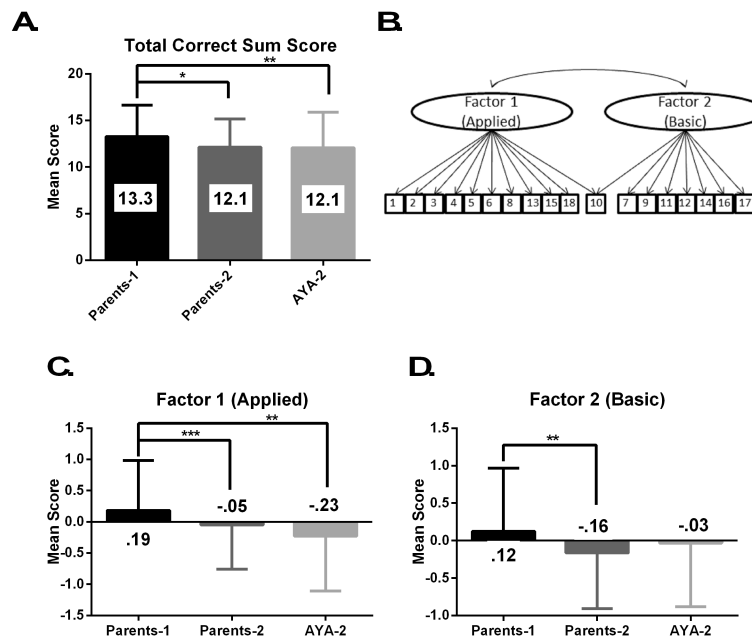 A.
Total Correct Sum Score
**
*
20
15
10
5
0
Mean Score
13.3
12.1
12.1
Parents-1
Parents-2
AYA-2
B.
Factor 1
(Applied)
Factor 2
(Basic)
1 2 3 4 5 6 8 13 15 18 10 7 9 11 12 14 16 17
C.
Factor 1 (Applied)
**
***
1.5
1.0
0.5
0.0
-0.5
-1.0
-1.5
Mean Score
.19
-.05
-.23
Parents-1
Parents-2
AYA-2
D.
Factor 2 (Basic)
**
1.5
1.0
0.5
0.0
-0.5
-1.0
Mean Score
.12
-.16
-.03
Parents-1
Parents-2
AYA-2